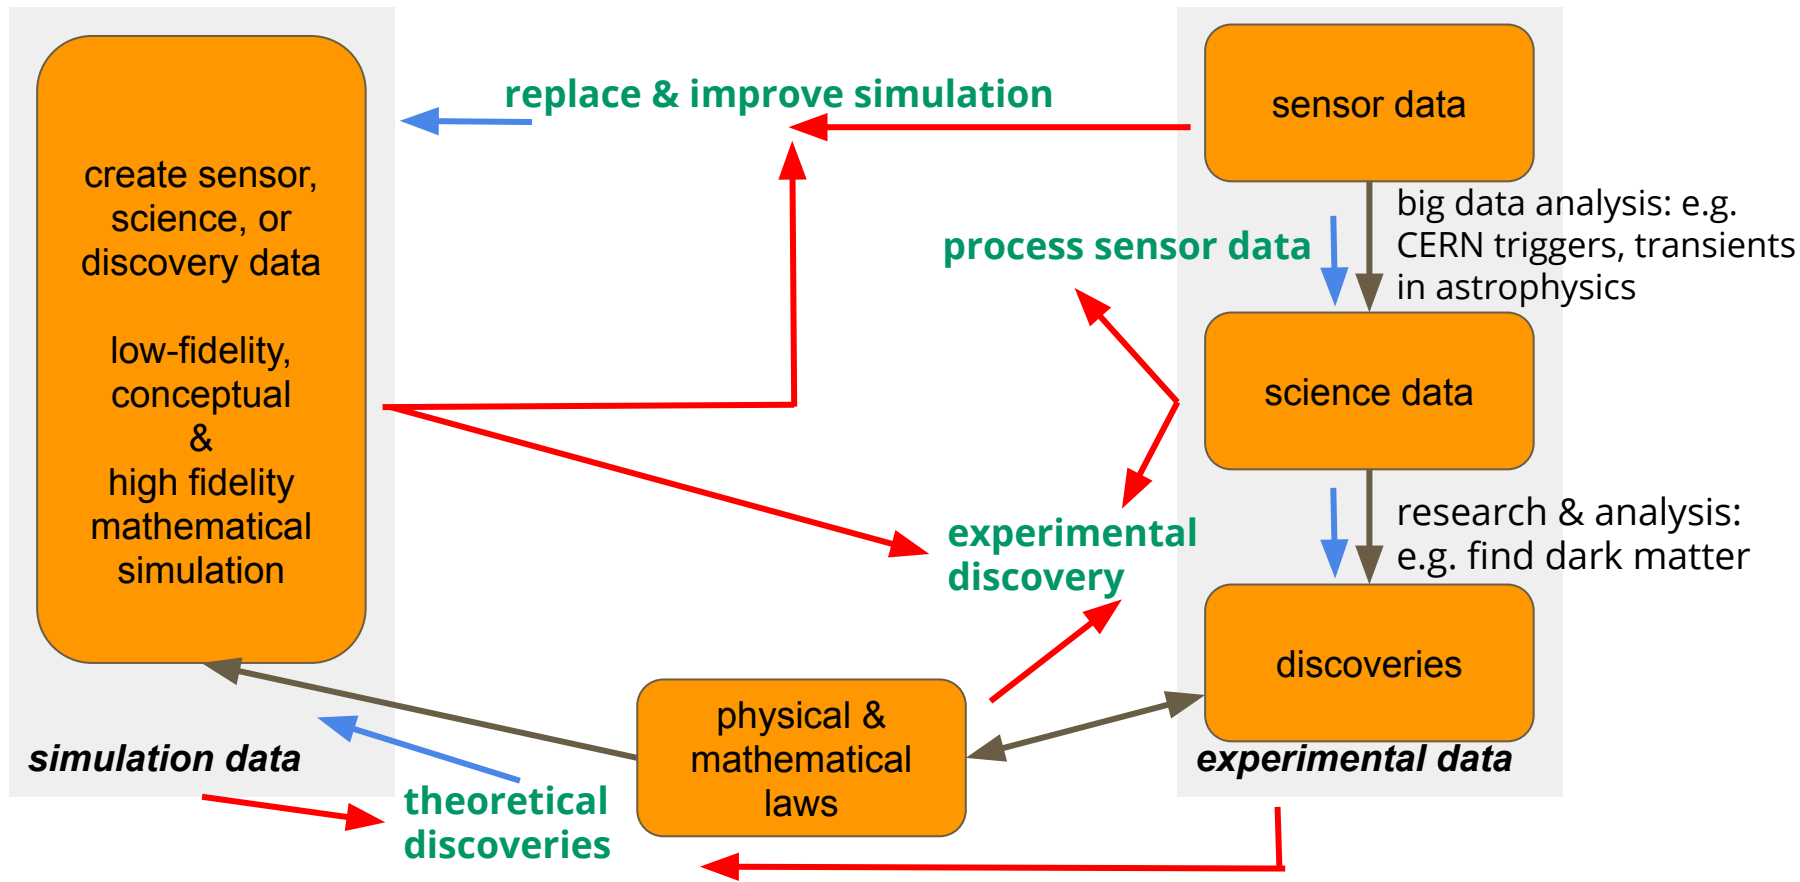 create sensor,
science, or
discovery data
low-fidelity,
conceptual
&
high fidelity
mathematical
simulation
simulation data
replace & improve simulation
process sensor data
experimental
discovery
theoretical
discoveries
physical &
mathematical
laws
sensor data
big data analysis: e.g.
CERN triggers, transients
in astrophysics
science data
research & analysis:
e.g. find dark matter
discoveries
experimental data